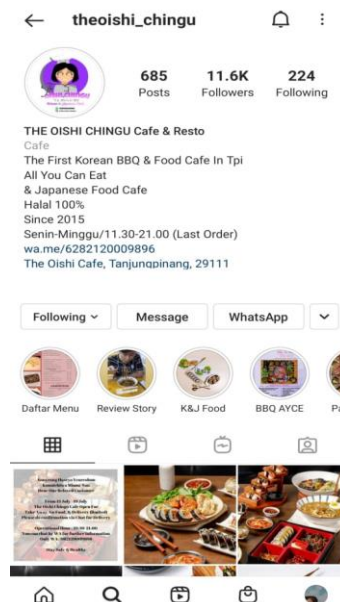 theoishi_chingu
685 11.6K 224
Posts Followers Following
THE OISHI CHINGU Cafe & Resto
Cafe
The First Korean BBQ & Food Cafe In Tpi
All You Can Eat
& Japanese Food Cafe
Halal 100%
Since 2015
Senin-Minggu/11.30-21.00 (Last Order)
wa.me/6282120009896
The Oishi Cafe, Tanjungpinang, 29111
Following Message WhatsApp
Daftar Menu Review Story K&J Food BBQ AYCE Pa